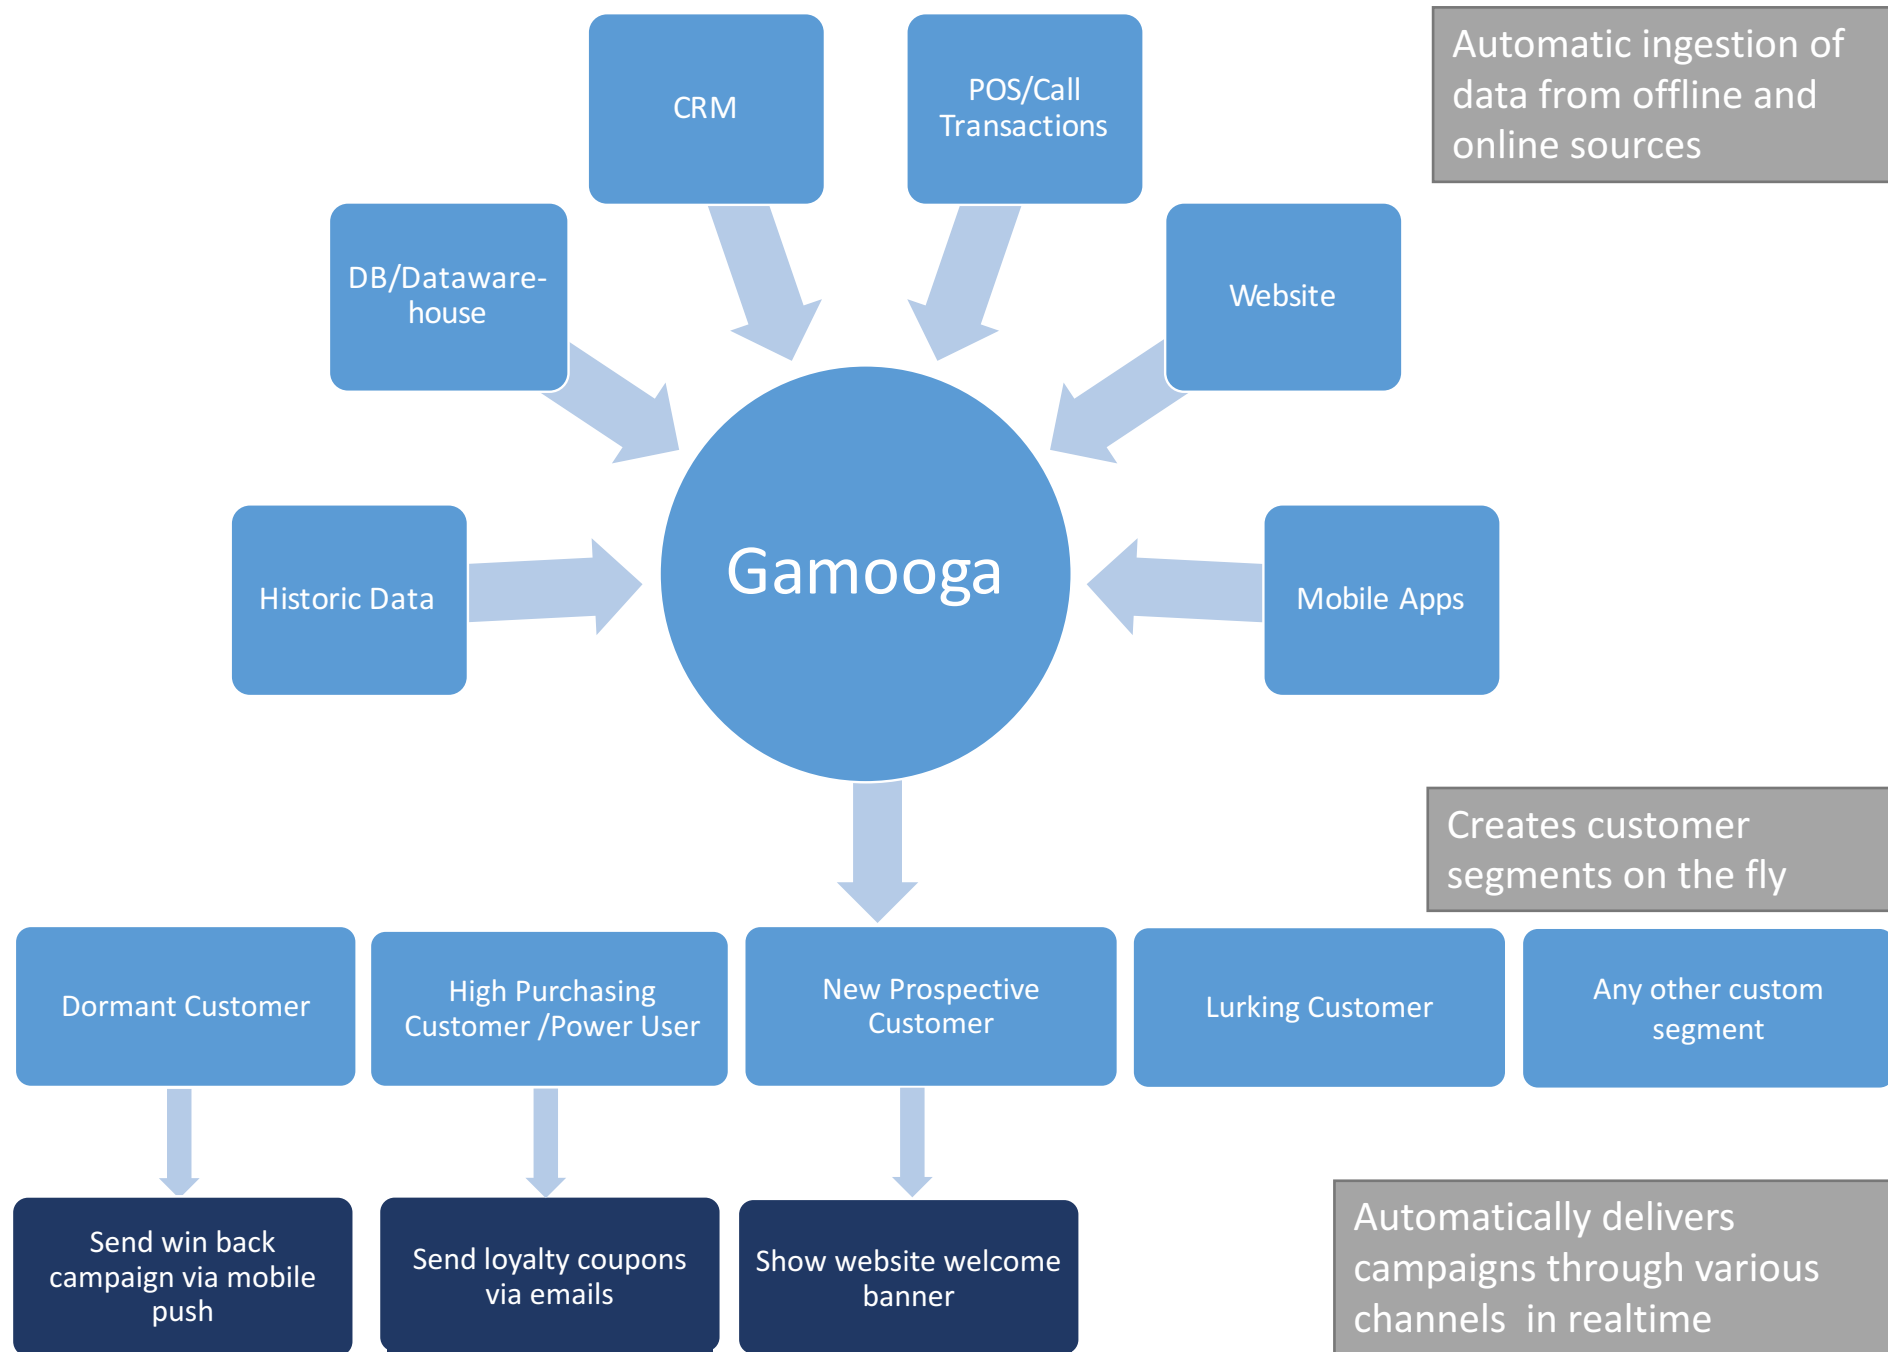 CRM
POS/Call
Transactions
Automatic ingestion of
data from offline and
online sources
DB/Dataware-
house
Website
Historic Data
Gamooga
Mobile Apps
Creates customer
segments on the fly
Dormant Customer
High Purchasing
Customer /Power User
New Prospective
Customer
Lurking Customer
Any other custom
segment
Send win back
campaign via mobile
push
Send loyalty coupons
via emails
Show website welcome
banner
Automatically delivers
campaigns through various
channels  in realtime